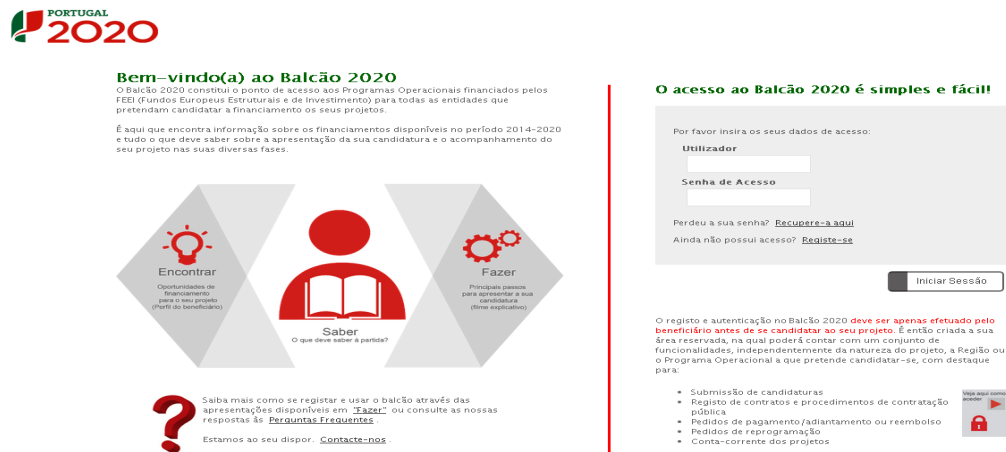 PORTUGAL
2020
Bem-vindo(a) ao Balcão 2020
O Balcão 2020 constitui o ponto de acesso aos Programas Operacionais financiados pelos
FEEI (Fundos Europeus Estruturais e de Investimento) para todas as entidades que
pretendam candidatar a financiamento os seus projetos.
É aqui que encontra informação sobre os financiamentos disponíveis no período 2014-2020
e tudo o que deve saber sobre a apresentação da sua candidatura e o acompanhamento do
seu projeto nas suas diversas fases.
Encontrar
Oportunidades de
financiamento
para o seu projeto
(Perfil do beneficiário)
Saber
O que deve saber à partida?
Fazer
Principais passos
para apresentar a sua
candidatura
(filme explicativo)
Saiba mais como se registar e usar o balcão através das
apresentações disponíveis em "Fazer" ou consulte as nossas
respostas às Perguntas Frequentes .
Estamos ao seu dispor. Contacte-nos .
O acesso ao Balcão 2020 é simples e fácil!
Por favor insira os seus dados de acesso:
Utilizador
Senha de Acesso
Perdeu a sua senha? Recupere-a aqui
Ainda não possui acesso? Registe-se
Iniciar Sessão
O registo e autenticação no Balcão 2020 deve ser apenas efetuado pelo
beneficiário antes de se candidatar ao seu projeto. É então criada a sua
área reservada, na qual poderá contar com um conjunto de
funcionalidades, independentemente da natureza do projeto, a Região ou
o Programa Operacional a que pretende candidatar-se, com destaque
para:
• Submissão de candidaturas
• Registo de contratos e procedimentos de contratação
pública
• Pedidos de pagamento/adiantamento ou reembolso
• Pedidos de reprogramação
• Conta-corrente dos projetos
Veja aqui como
aceder